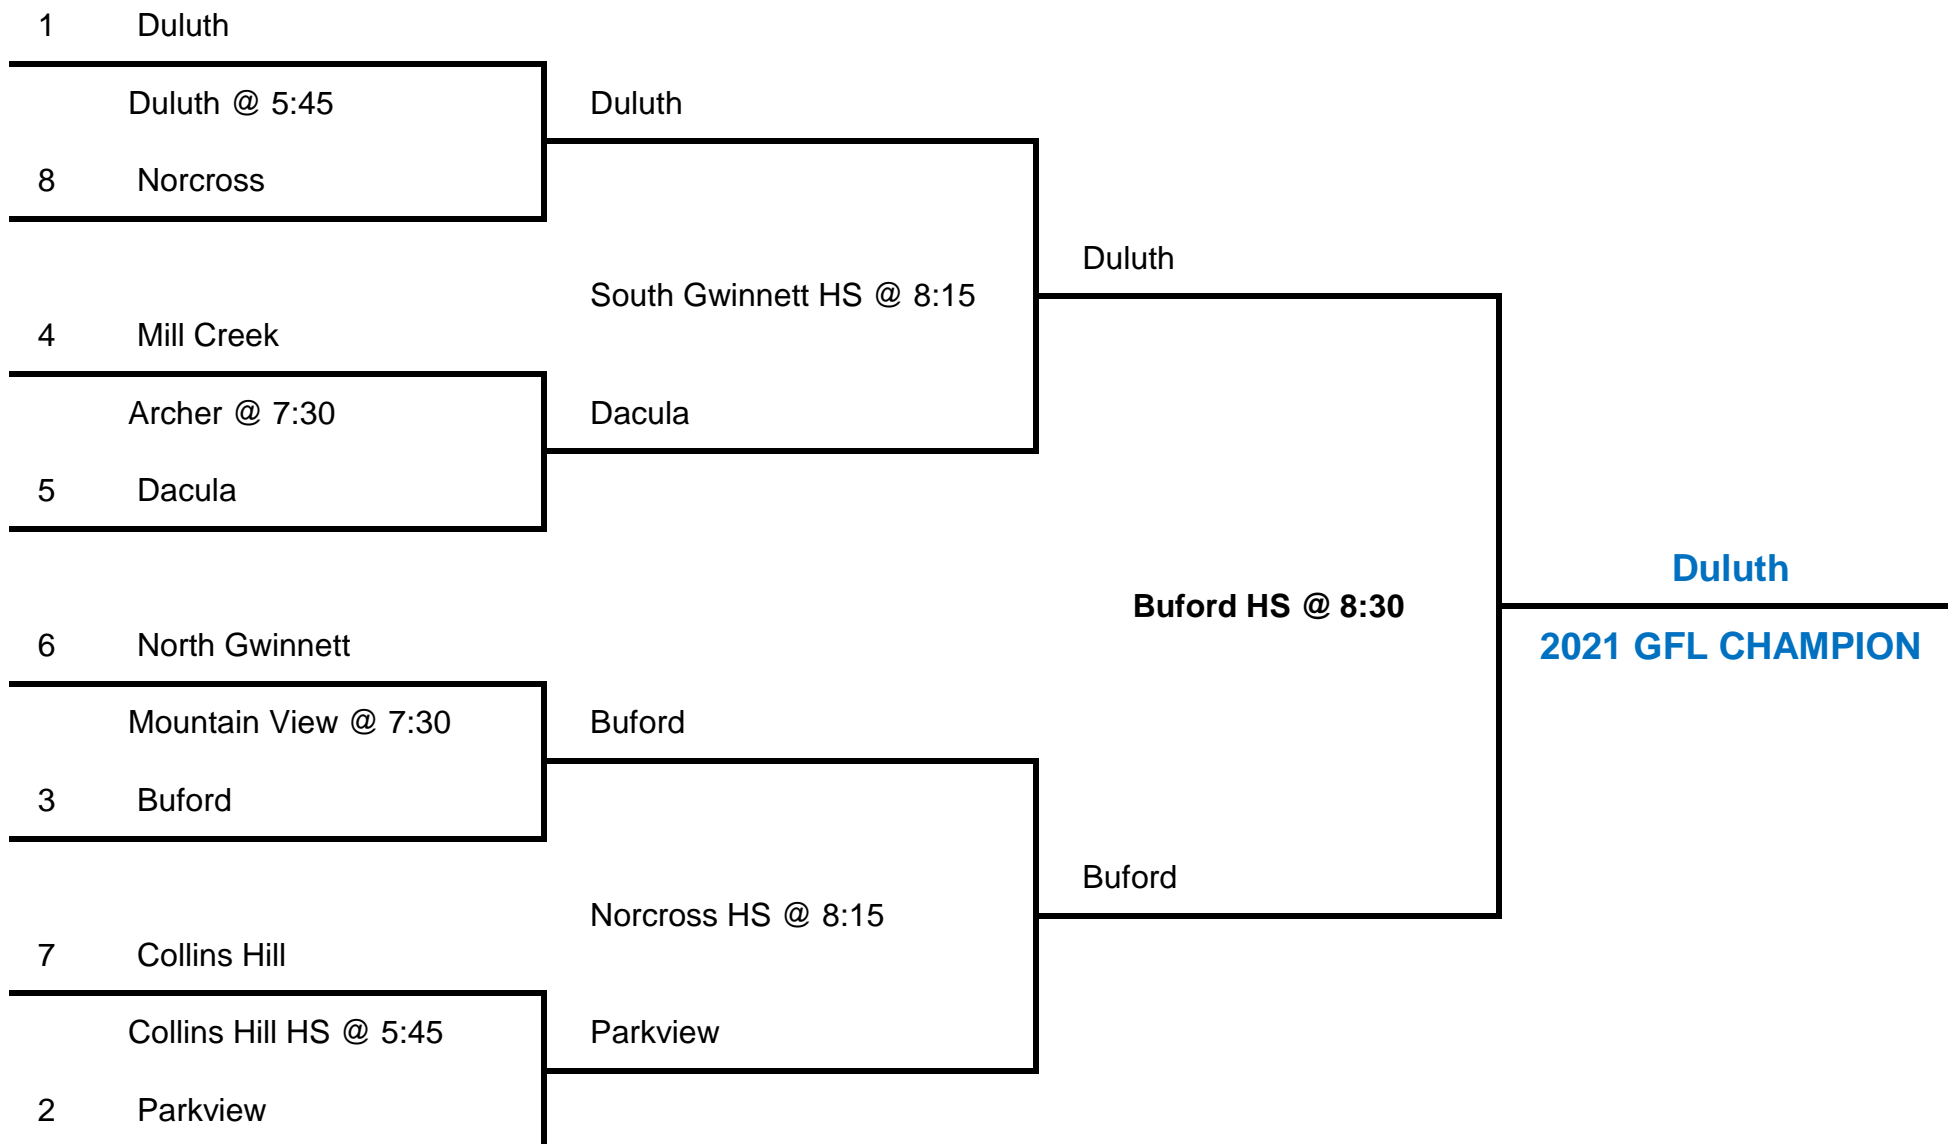 1 Duluth
Duluth @ 5:45
Duluth
8 Norcross
Duluth
South Gwinnett HS @ 8:15
4 Mill Creek
Archer @ 7:30
Dacula
5 Dacula
Duluth
Buford HS @ 8:30
2021 GFL CHAMPION
6 North Gwinnett
Mountain View @ 7:30
Buford
3 Buford
Buford
Norcross HS @ 8:15
7 Collins Hill
Collins Hill HS @ 5:45
Parkview
2 Parkview